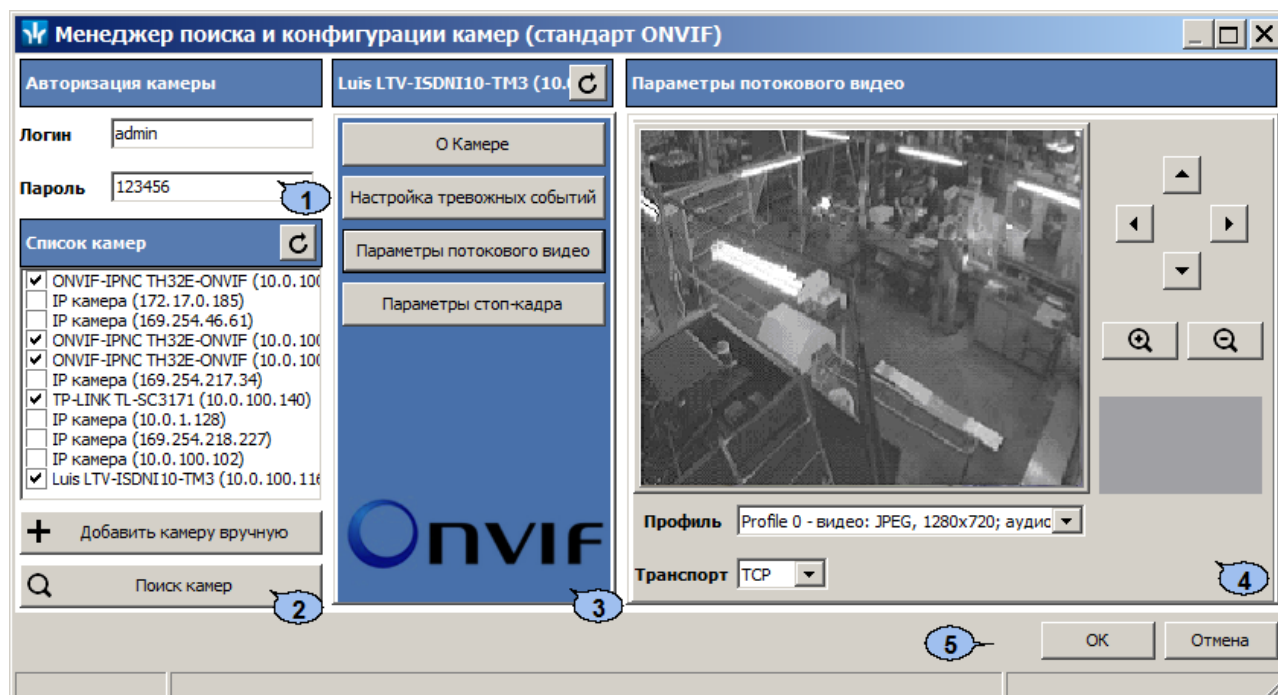 Менеджер поиска и конфигурации камер (стандарт ONVIF)
Авторизация камеры
Логин admin
Пароль 123456
1
Список камер
ONVIF-IPNC TH32E-ONVIF (10.0.100
IP камера (172.17.0.185)
IP камера (169.254.46.61)
ONVIF-IPNC TH32E-ONVIF (10.0.100
ONVIF-IPNC TH32E-ONVIF (10.0.100
IP камера (169.254.217.34)
TP-LINK TL-SC3171 (10.0.100.140)
IP камера (10.0.1.128)
IP камера (169.254.218.227)
IP камера (10.0.100.102)
Luis LTV-ISDNI10-TM3 (10.0.100.116
Добавить камеру вручную
Поиск камер
2
Luis LTV-ISDNI10-TM3 (10.0
О Камере
Настройка тревожных событий
Параметры потокового видео
Параметры стоп-кадра
ONVIF
3
Параметры потокового видео
Профиль Profile 0 - видео: JPEG, 1280x720; аудио
Транспорт TCP
4
5
OK
Отмена